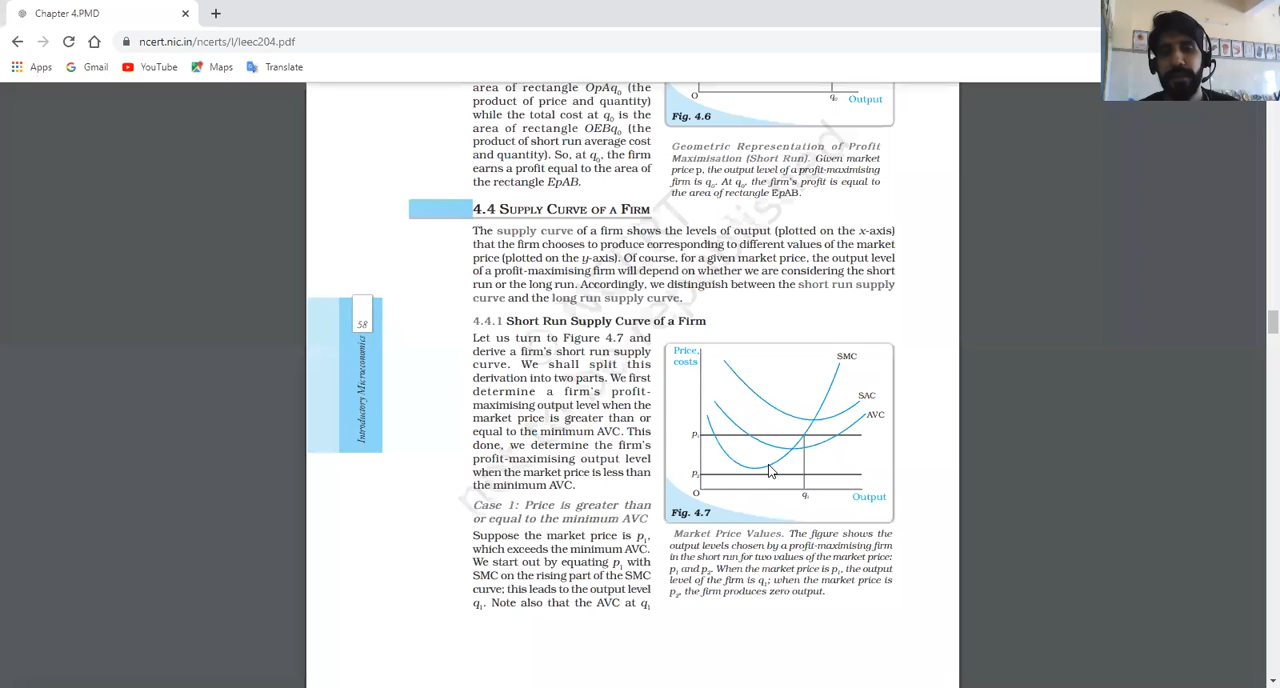 Chapter 4.PMD
ncert.nic.in/ncerts/l/leec204.pdf
Apps Gmail YouTube Maps Translate
area of rectangle OpAq0 (the
product of price and quantity)
while the total cost at q0 is the
area of rectangle OEBq0 (the
product of short run average cost
and quantity). So, at q0, the firm
earns a profit equal to the area of
the rectangle EpAB.
O q0 Output
Fig. 4.6
Geometric Representation of Profit
Maximisation (Short Run). Given market
price p, the output level of a profit-maximising
firm is q0. At q0, the firm's profit is equal to
the area of rectangle EpAB.
4.4 SUPPLY CURVE OF A FIRM
The supply curve of a firm shows the levels of output (plotted on the x-axis)
that the firm chooses to produce corresponding to different values of the market
price (plotted on the y-axis). Of course, for a given market price, the output level
of a profit-maximising firm will depend on whether we are considering the short
run or the long run. Accordingly, we distinguish between the short run supply
curve and the long run supply curve.
58
Introductory Microeconomics
4.4.1 Short Run Supply Curve of a Firm
Let us turn to Figure 4.7 and
derive a firm's short run supply
curve. We shall split this
derivation into two parts. We first
determine a firm's profit-
maximising output level when the
market price is greater than or
equal to the minimum AVC. This
done, we determine the firm's
profit-maximising output level
when the market price is less than
the minimum AVC.
Case 1: Price is greater than
or equal to the minimum AVC
Suppose the market price is p1,
which exceeds the minimum AVC.
We start out by equating p1 with
SMC on the rising part of the SMC
curve; this leads to the output level
q1. Note also that the AVC at q1
Price,
costs
SMC
SAC
AVC
p1
p2
O q1 Output
Fig. 4.7
Market Price Values. The figure shows the
output levels chosen by a profit-maximising firm
in the short run for two values of the market price:
p1 and p2. When the market price is p1, the output
level of the firm is q1; when the market price is
p2, the firm produces zero output.